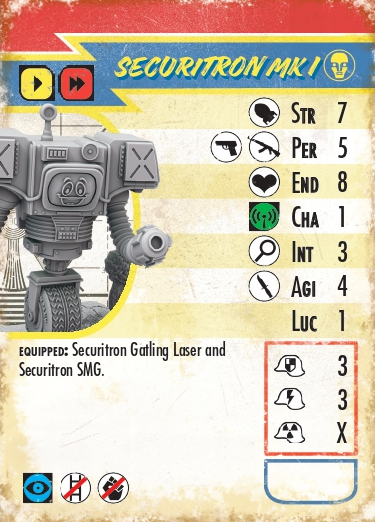 SECURITRON MK I
STR 7
PER 5
END 8
CHA 1
INT 3
AGI 4
LUC 1
EQUIPPED: Securitron Gatling Laser and
Securitron SMG.
3
3
X